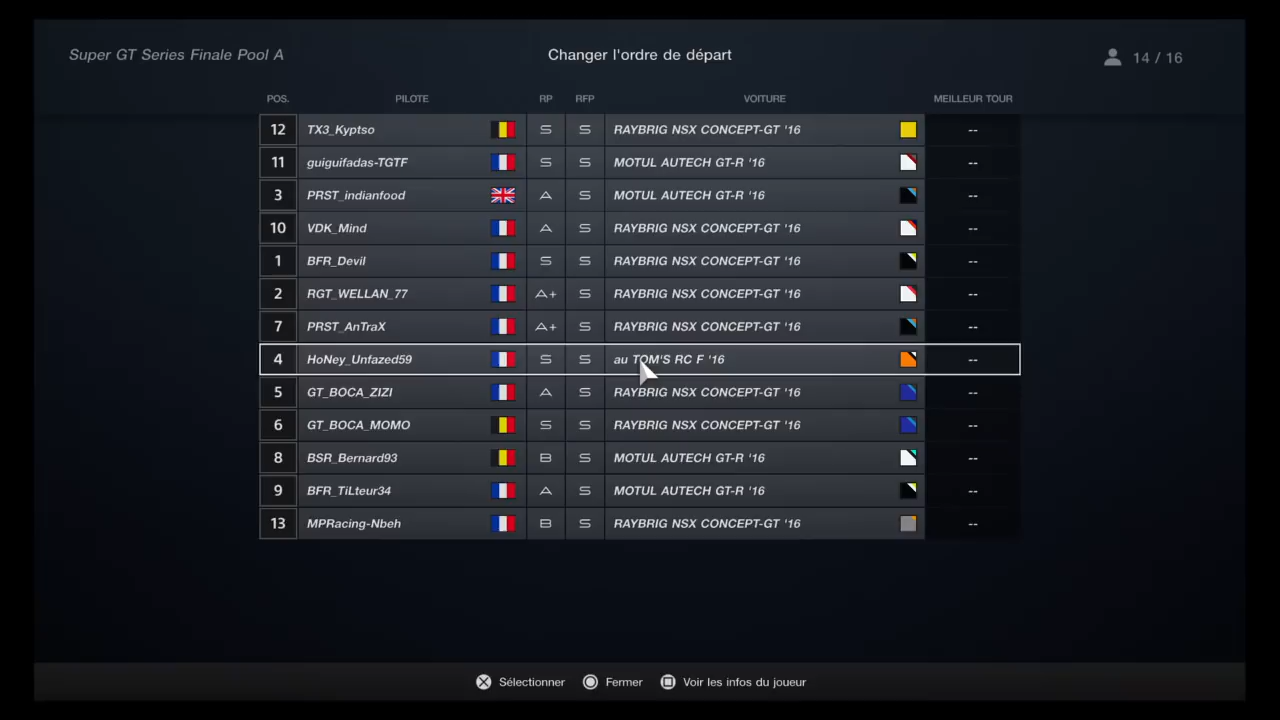 Super GT Series Finale Pool A
Changer l'ordre de départ
14 / 16
POS. PILOTE RP RFP VOITURE MEILLEUR TOUR
12 TX3_Kyptso S S RAYBRIG NSX CONCEPT-GT '16 --
11 guiguifadas-TGTF S S MOTUL AUTECH GT-R '16 --
3 PRST_indianfood A S MOTUL AUTECH GT-R '16 --
10 VDK_Mind A S RAYBRIG NSX CONCEPT-GT '16 --
1 BFR_Devil S S RAYBRIG NSX CONCEPT-GT '16 --
2 RGT_WELLAN_77 A+ S RAYBRIG NSX CONCEPT-GT '16 --
7 PRST_AnTraX A+ S RAYBRIG NSX CONCEPT-GT '16 --
4 HoNey_Unfazed59 S S au TOM'S RC F '16 --
5 GT_BOCA_ZIZI A S RAYBRIG NSX CONCEPT-GT '16 --
6 GT_BOCA_MOMO S S RAYBRIG NSX CONCEPT-GT '16 --
8 BSR_Bernard93 B S MOTUL AUTECH GT-R '16 --
9 BFR_TiLteur34 A S MOTUL AUTECH GT-R '16 --
13 MPRacing-Nbeh B S RAYBRIG NSX CONCEPT-GT '16 --
Sélectionner Fermer Voir les infos du joueur